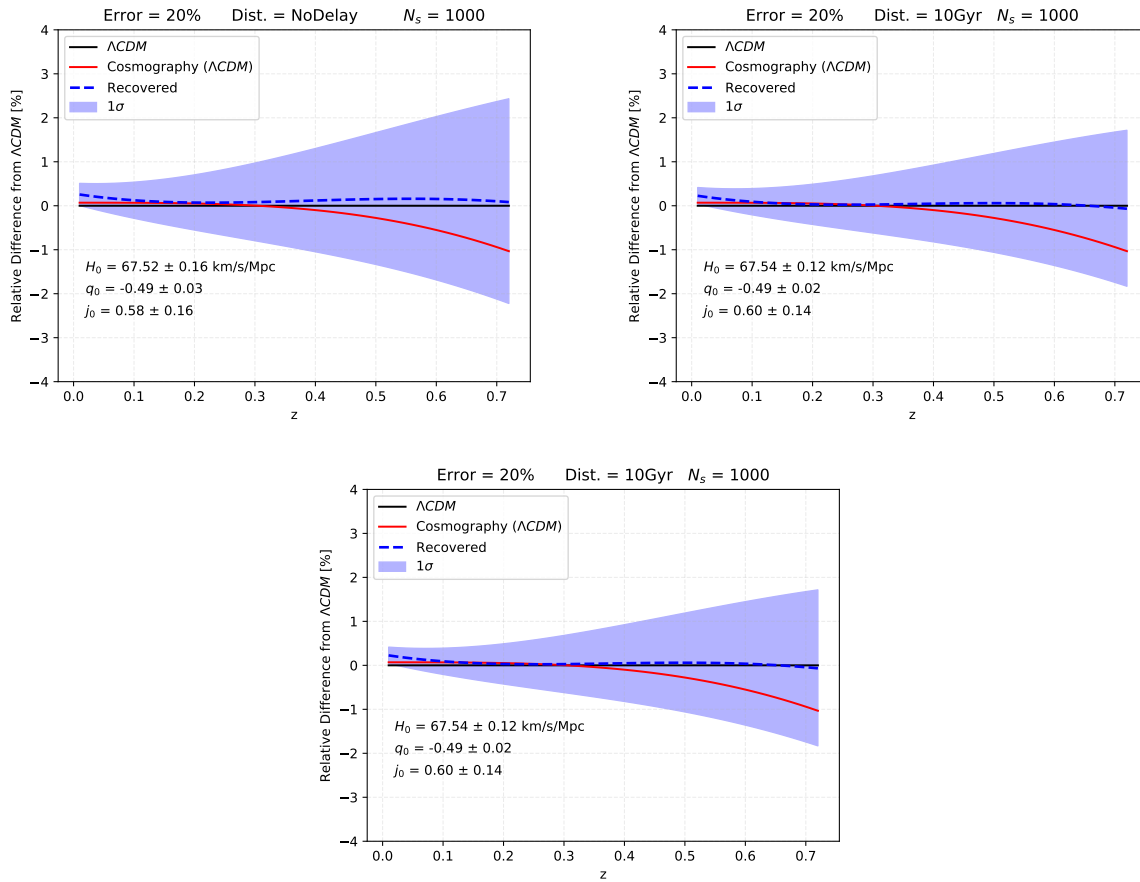 Error = 20% Dist. = NoDelay N_s = 1000
ΛCDM
Cosmography (ΛCDM)
Recovered
1σ
H_0 = 67.52 ± 0.16 km/s/Mpc
q_0 = -0.49 ± 0.03
j_0 = 0.58 ± 0.16
Relative Difference from ΛCDM [%]
4
3
2
1
0
−1
−2
−3
−4
0.0 0.1 0.2 0.3 0.4 0.5 0.6 0.7
z
Error = 20% Dist. = 10Gyr N_s = 1000
ΛCDM
Cosmography (ΛCDM)
Recovered
1σ
H_0 = 67.54 ± 0.12 km/s/Mpc
q_0 = -0.49 ± 0.02
j_0 = 0.60 ± 0.14
Relative Difference from ΛCDM [%]
4
3
2
1
0
−1
−2
−3
−4
0.0 0.1 0.2 0.3 0.4 0.5 0.6 0.7
z
Error = 20% Dist. = 10Gyr N_s = 1000
ΛCDM
Cosmography (ΛCDM)
Recovered
1σ
H_0 = 67.54 ± 0.12 km/s/Mpc
q_0 = -0.49 ± 0.02
j_0 = 0.60 ± 0.14
Relative Difference from ΛCDM [%]
4
3
2
1
0
−1
−2
−3
−4
0.0 0.1 0.2 0.3 0.4 0.5 0.6 0.7
z